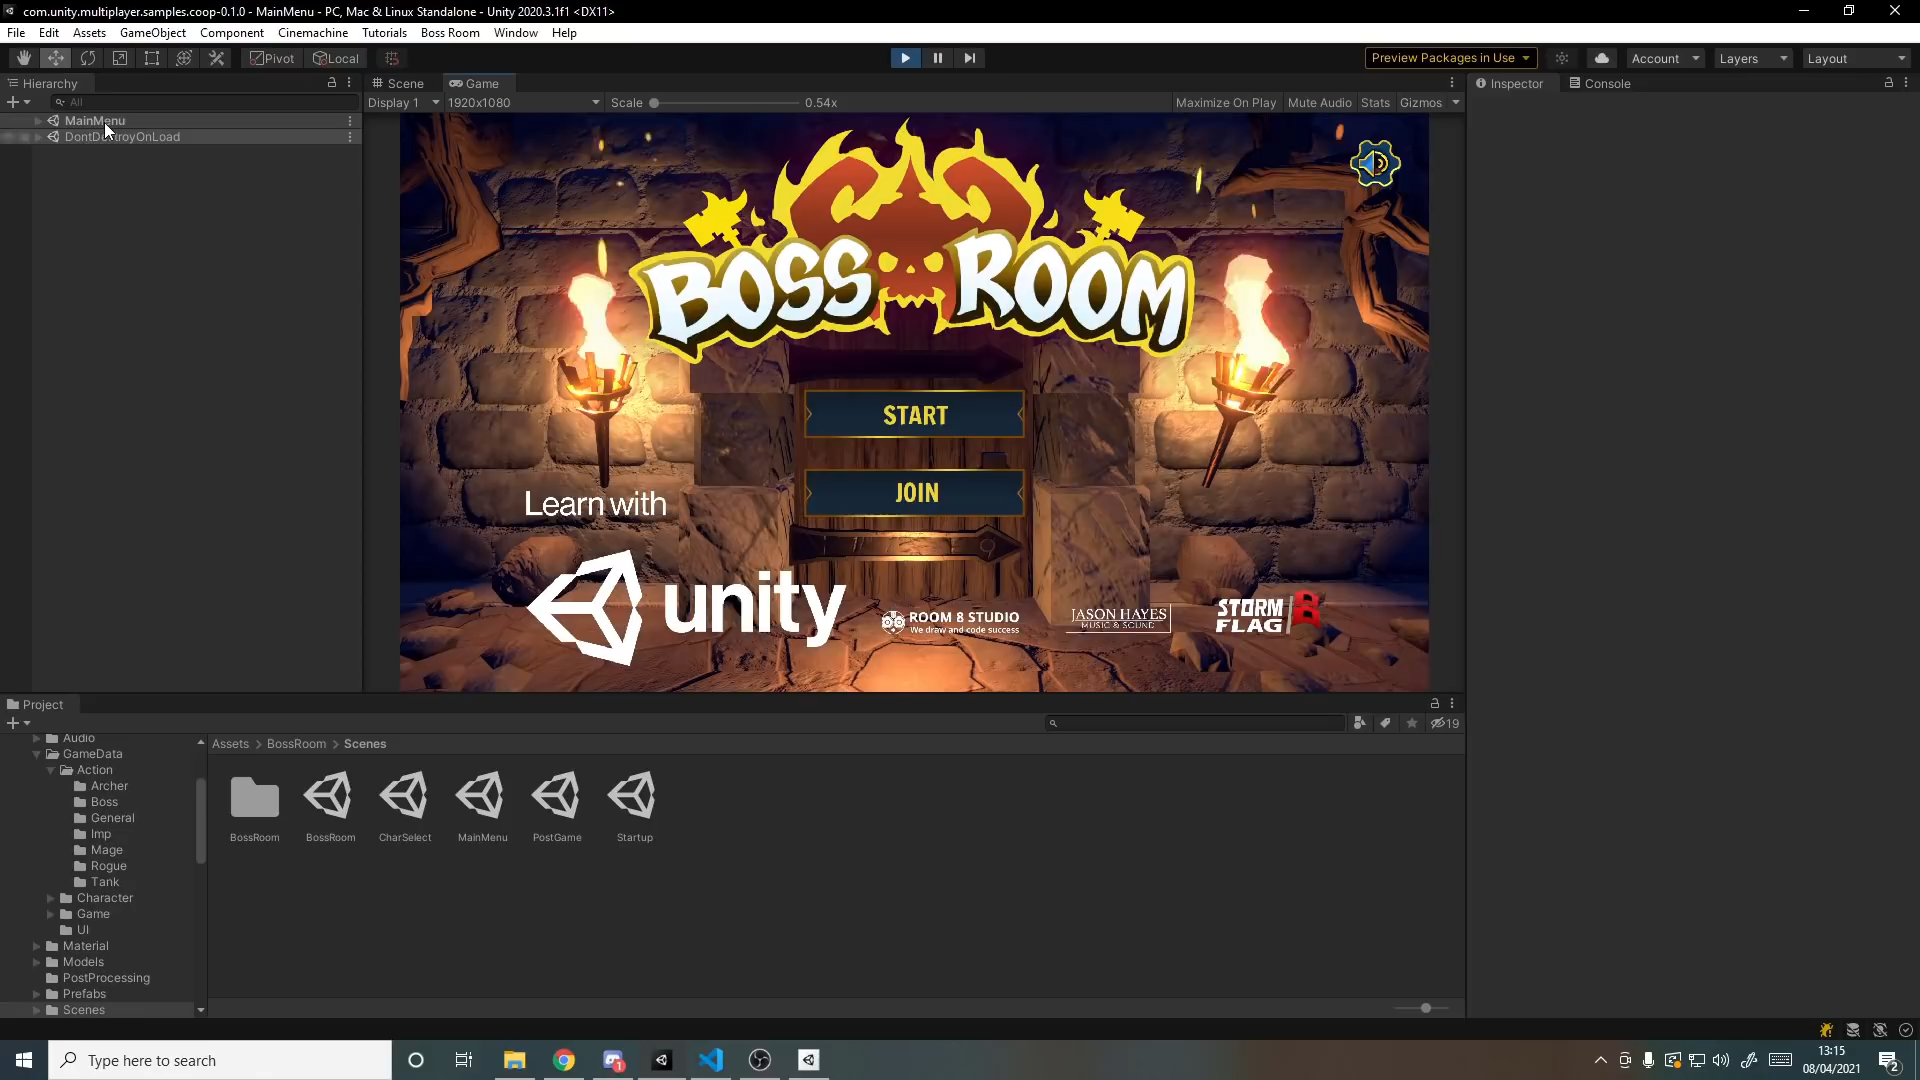 com.unity.multiplayer.samples.coop-0.1.0 - MainMenu - PC, Mac & Linux Standalone - Unity 2020.3.1f1 <DX11>
File Edit Assets GameObject Component Cinemachine Tutorials Boss Room Window Help
Pivot Local Preview Packages in Use Account Layers Layout
Hierarchy Scene Game Inspector Console
All
Display 1 1920x1080 Scale 0.54x Maximize On Play Mute Audio Stats Gizmos
MainMenu
DontDestroyOnLoad
BOSS ROOM
START
JOIN
Learn with
unity
ROOM 8 STUDIO
We draw and code success
JASON HAYES
MUSIC & SOUND
STORM
FLAG
Project
19
Assets > BossRoom > Scenes
Audio
GameData
Action
Archer
Boss
General
Imp
Mage
Rogue
Tank
Character
Game
UI
Material
Models
PostProcessing
Prefabs
Scenes
BossRoom BossRoom CharSelect MainMenu PostGame Startup
Type here to search
1
13:15
08/04/2021
2